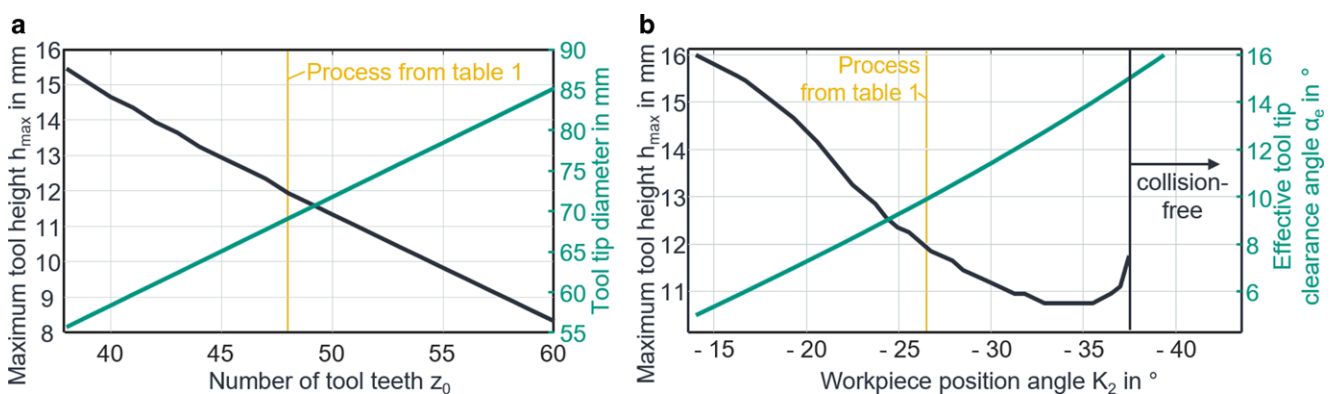 a
Maximum tool height hmax in mm
16
15
14
13
12
11
10
9
8
40
45
50
55
60
Number of tool teeth z0
Process from table 1
90
85
80
75
70
65
60
55
Tool tip diameter in mm
b
Maximum tool height hmax in mm
16
15
14
13
12
11
- 15
- 20
- 25
- 30
- 35
- 40
Workpiece position angle K2 in °
Process
from table 1
collision-
free
16
14
12
10
8
6
Effective tool tip
clearance angle αe in °